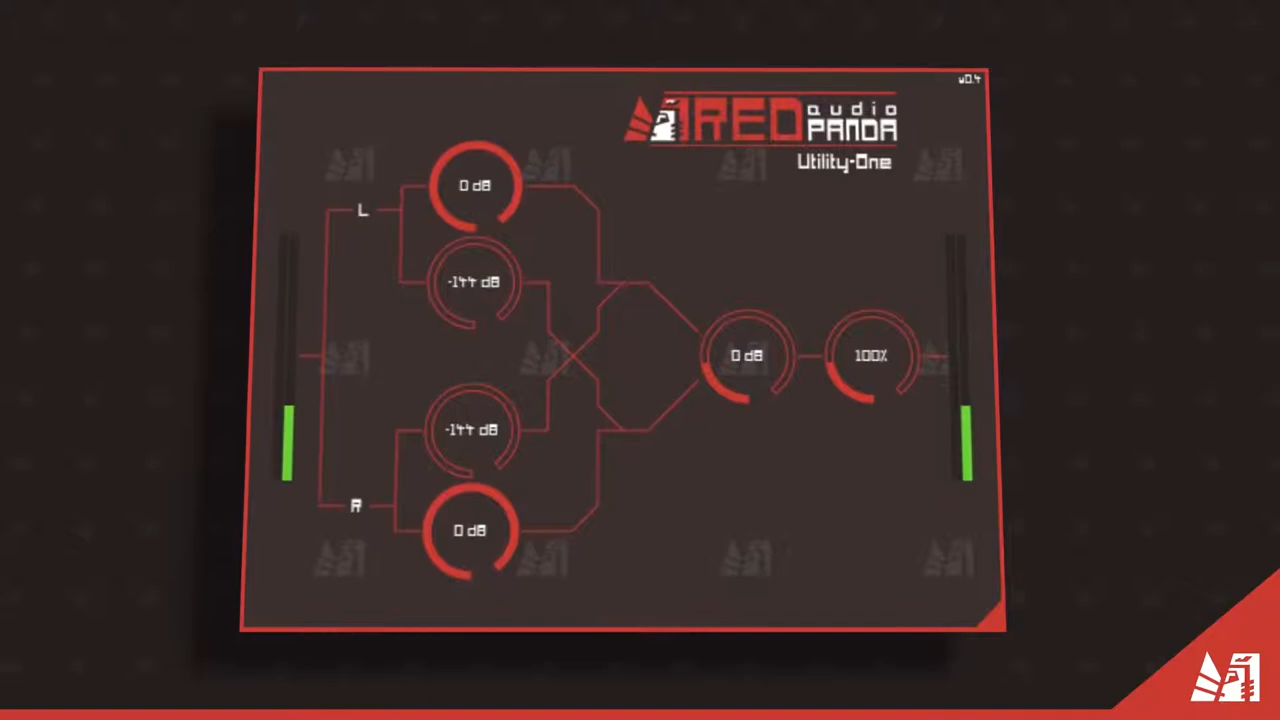 v0.4
RED audio PANDA
Utility-One
0 dB
L
-144 dB
0 dB
100%
-144 dB
R
0 dB